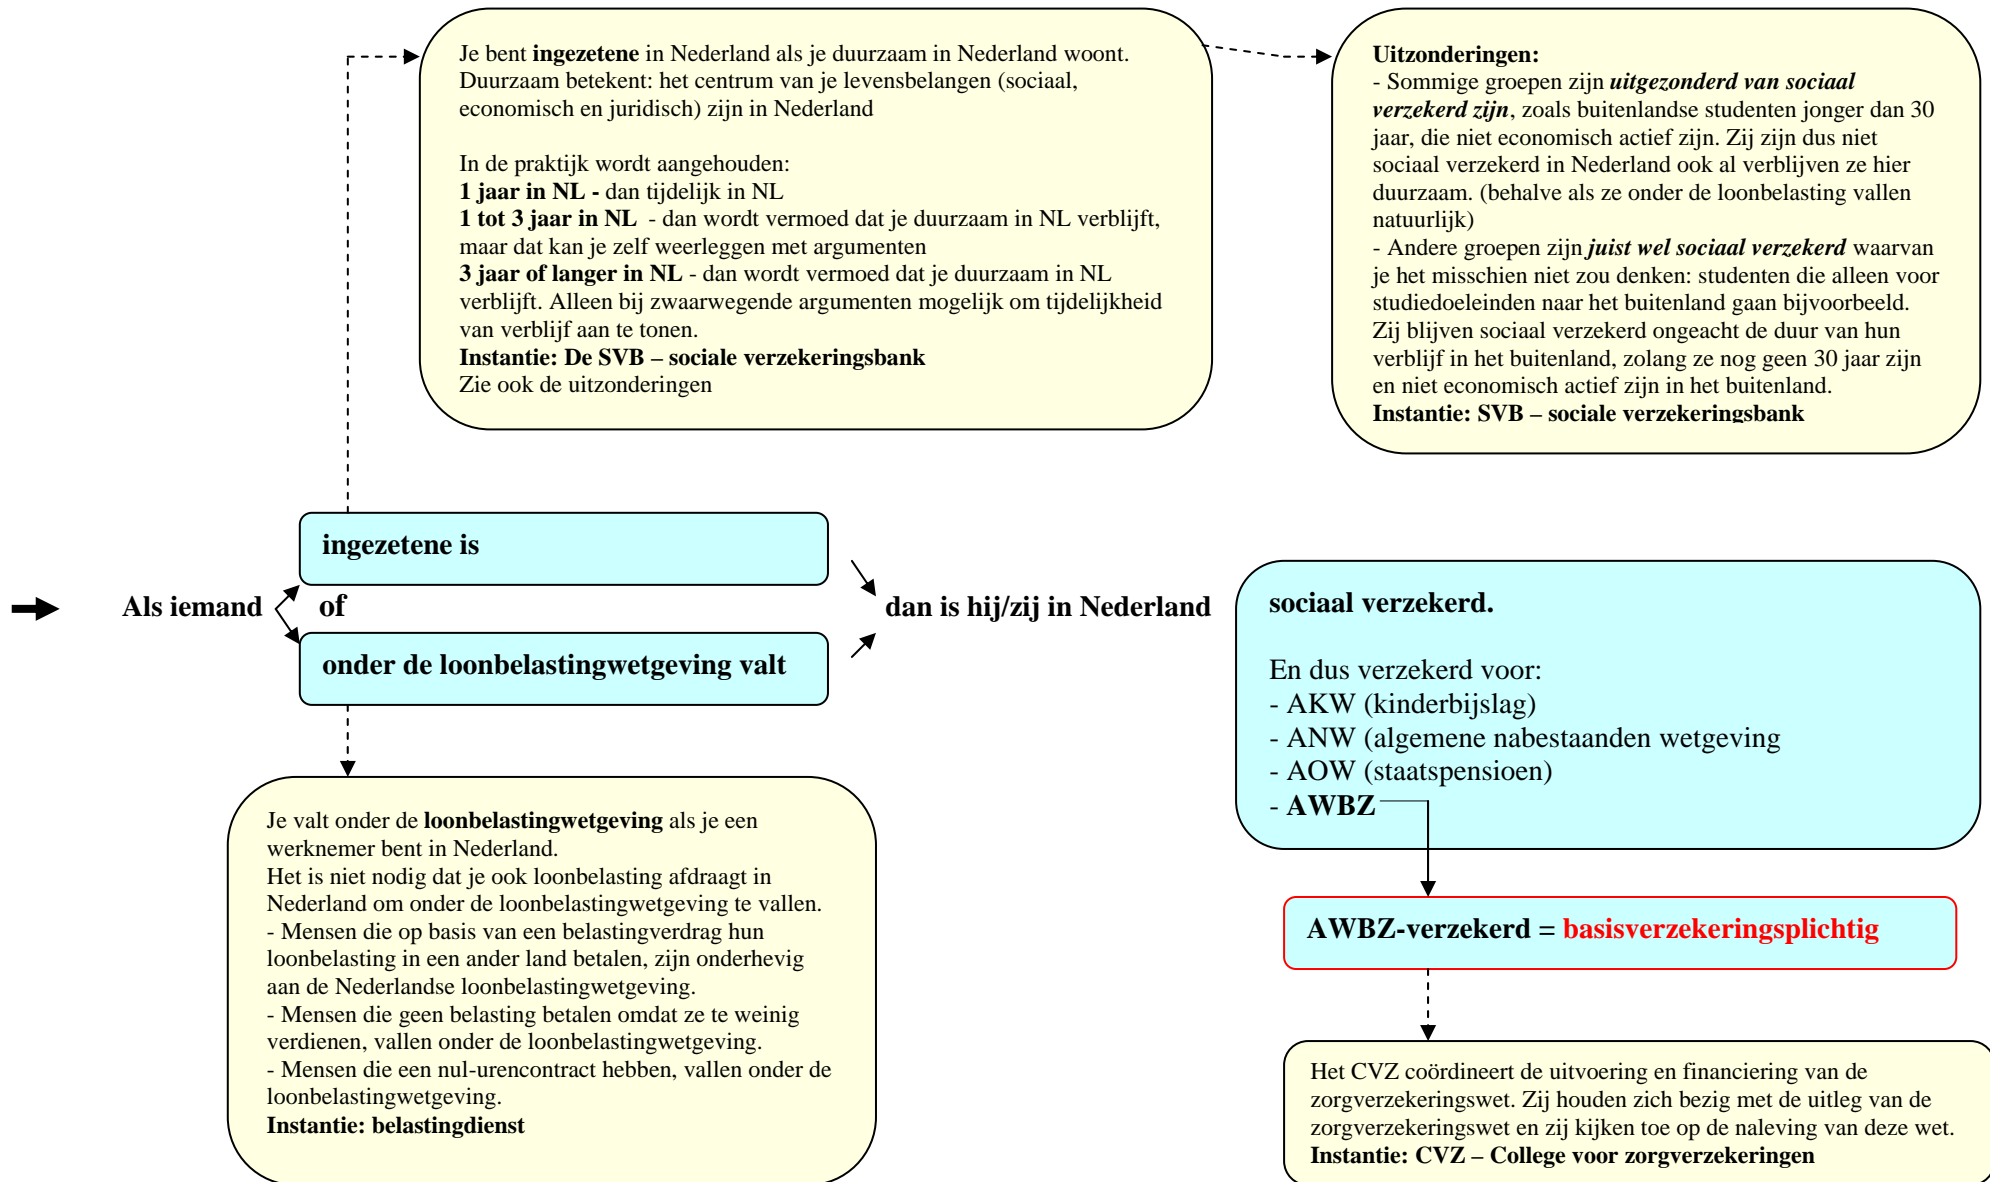 Je bent ingezetene in Nederland als je duurzaam in Nederland woont.
Duurzaam betekent: het centrum van je levensbelangen (sociaal,
economisch en juridisch) zijn in Nederland
In de praktijk wordt aangehouden:
1 jaar in NL - dan tijdelijk in NL
1 tot 3 jaar in NL - dan wordt vermoed dat je duurzaam in NL verblijft,
maar dat kan je zelf weerleggen met argumenten
3 jaar of langer in NL - dan wordt vermoed dat je duurzaam in NL
verblijft. Alleen bij zwaarwegende argumenten mogelijk om tijdelijkheid
van verblijf aan te tonen.
Instantie: De SVB – sociale verzekeringsbank
Zie ook de uitzonderingen
Uitzonderingen:
- Sommige groepen zijn uitgezonderd van sociaal
verzekerd zijn, zoals buitenlandse studenten jonger dan 30
jaar, die niet economisch actief zijn. Zij zijn dus niet
sociaal verzekerd in Nederland ook al verblijven ze hier
duurzaam. (behalve als ze onder de loonbelasting vallen
natuurlijk)
- Andere groepen zijn juist wel sociaal verzekerd waarvan
je het misschien niet zou denken: studenten die alleen voor
studiedoeleinden naar het buitenland gaan bijvoorbeeld.
Zij blijven sociaal verzekerd ongeacht de duur van hun
verblijf in het buitenland, zolang ze nog geen 30 jaar zijn
en niet economisch actief zijn in het buitenland.
Instantie: SVB – sociale verzekeringsbank
Als iemand
ingezetene is
of
onder de loonbelastingwetgeving valt
dan is hij/zij in Nederland
sociaal verzekerd.
En dus verzekerd voor:
- AKW (kinderbijslag)
- ANW (algemene nabestaanden wetgeving
- AOW (staatspensioen)
- AWBZ
Je valt onder de loonbelastingwetgeving als je een
werknemer bent in Nederland.
Het is niet nodig dat je ook loonbelasting afdraagt in
Nederland om onder de loonbelastingwetgeving te vallen.
- Mensen die op basis van een belastingverdrag hun
loonbelasting in een ander land betalen, zijn onderhevig
aan de Nederlandse loonbelastingwetgeving.
- Mensen die geen belasting betalen omdat ze te weinig
verdienen, vallen onder de loonbelastingwetgeving.
- Mensen die een nul-urencontract hebben, vallen onder de
loonbelastingwetgeving.
Instantie: belastingdienst
AWBZ-verzekerd = basisverzekeringsplichtig
Het CVZ coördineert de uitvoering en financiering van de
zorgverzekeringswet. Zij houden zich bezig met de uitleg van de
zorgverzekeringswet en zij kijken toe op de naleving van deze wet.
Instantie: CVZ – College voor zorgverzekeringen